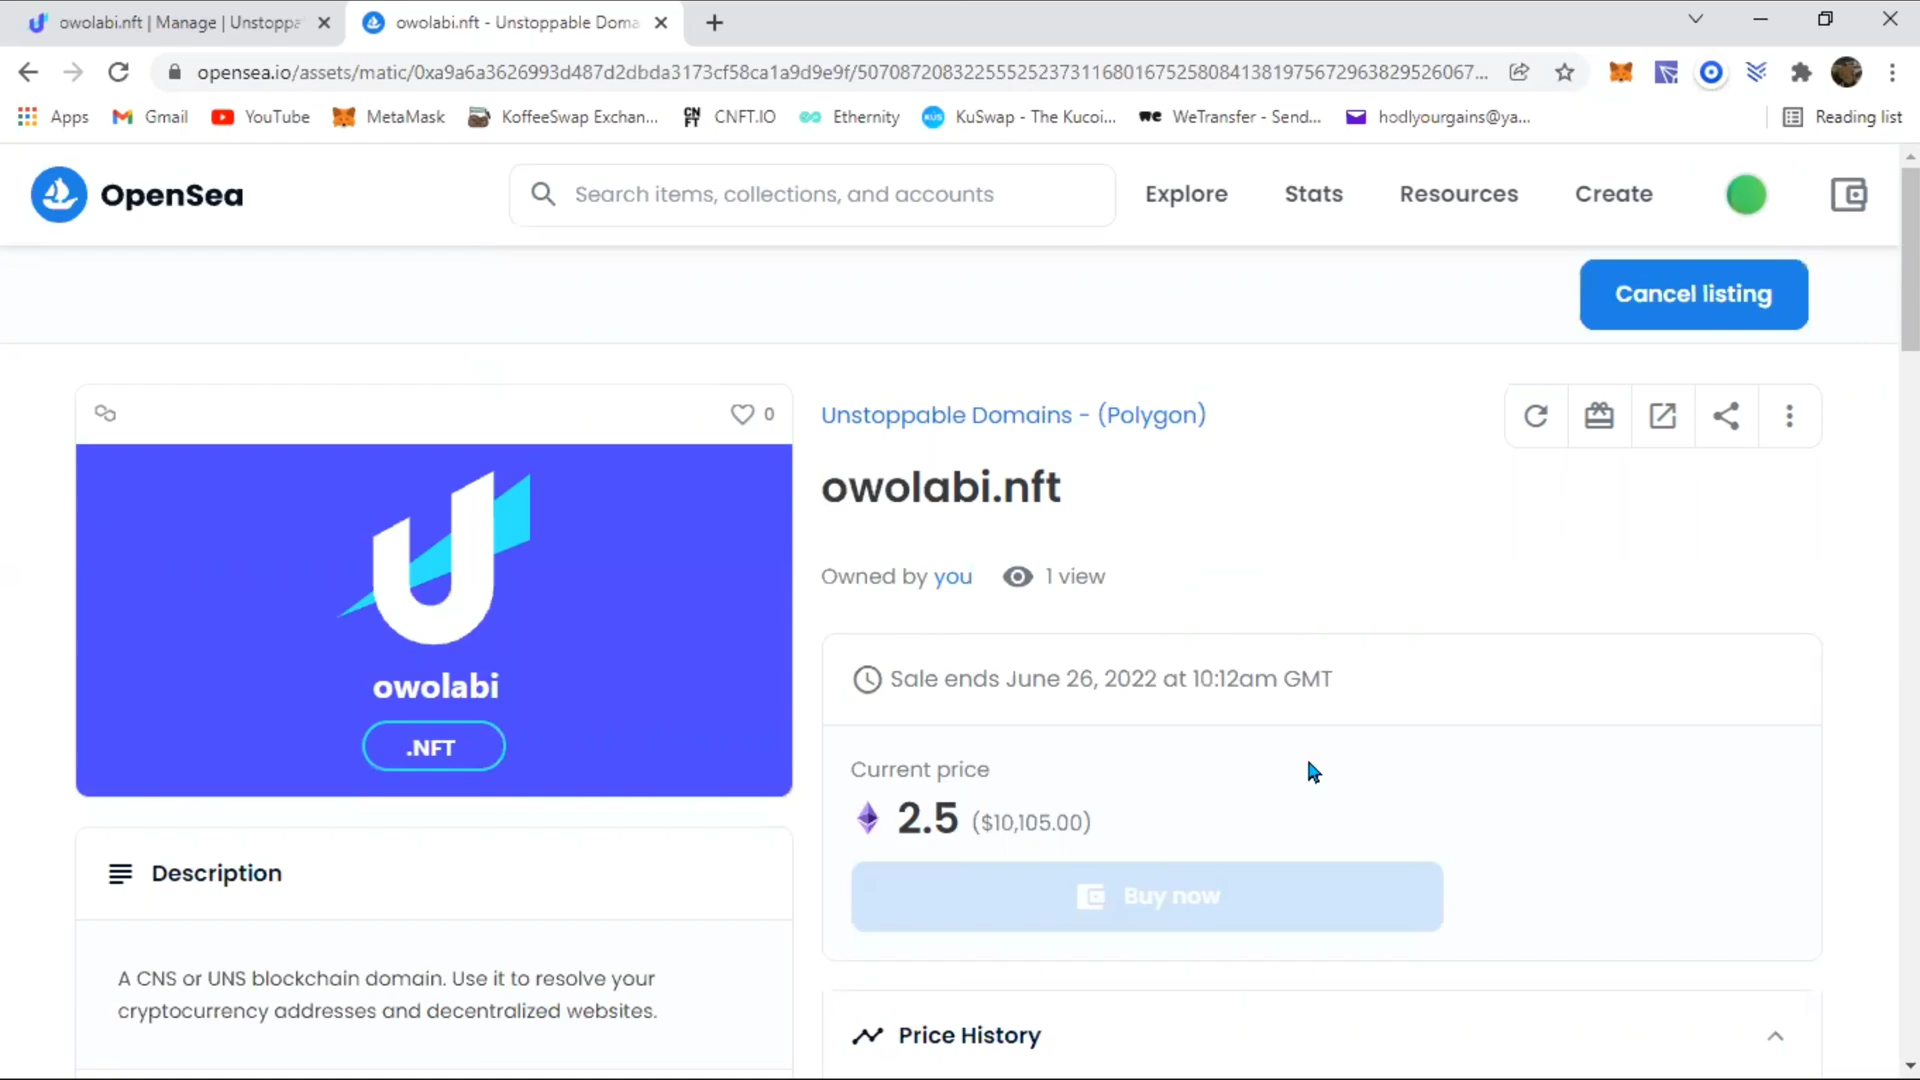 owolabi.nft | Manage | Unstoppa
owolabi.nft - Unstoppable Doma
opensea.io/assets/matic/0xa9a6a3626993d487d2dbda3173cf58ca1a9d9e9f/50708720832255525237311680167525808413819756729638295260​67...
Apps
Gmail
YouTube
MetaMask
KoffeeSwap Exchan...
CNFT.IO
Ethernity
KuSwap - The Kucoi...
WeTransfer - Send...
hodlyourgains@ya...
Reading list
OpenSea
Search items, collections, and accounts
Explore
Stats
Resources
Create
Cancel listing
0
owolabi
.NFT
Unstoppable Domains - (Polygon)
owolabi.nft
Owned by you
1 view
Sale ends June 26, 2022 at 10:12am GMT
Current price
2.5 ($10,105.00)
Buy now
Description
A CNS or UNS blockchain domain. Use it to resolve your
cryptocurrency addresses and decentralized websites.
Price History